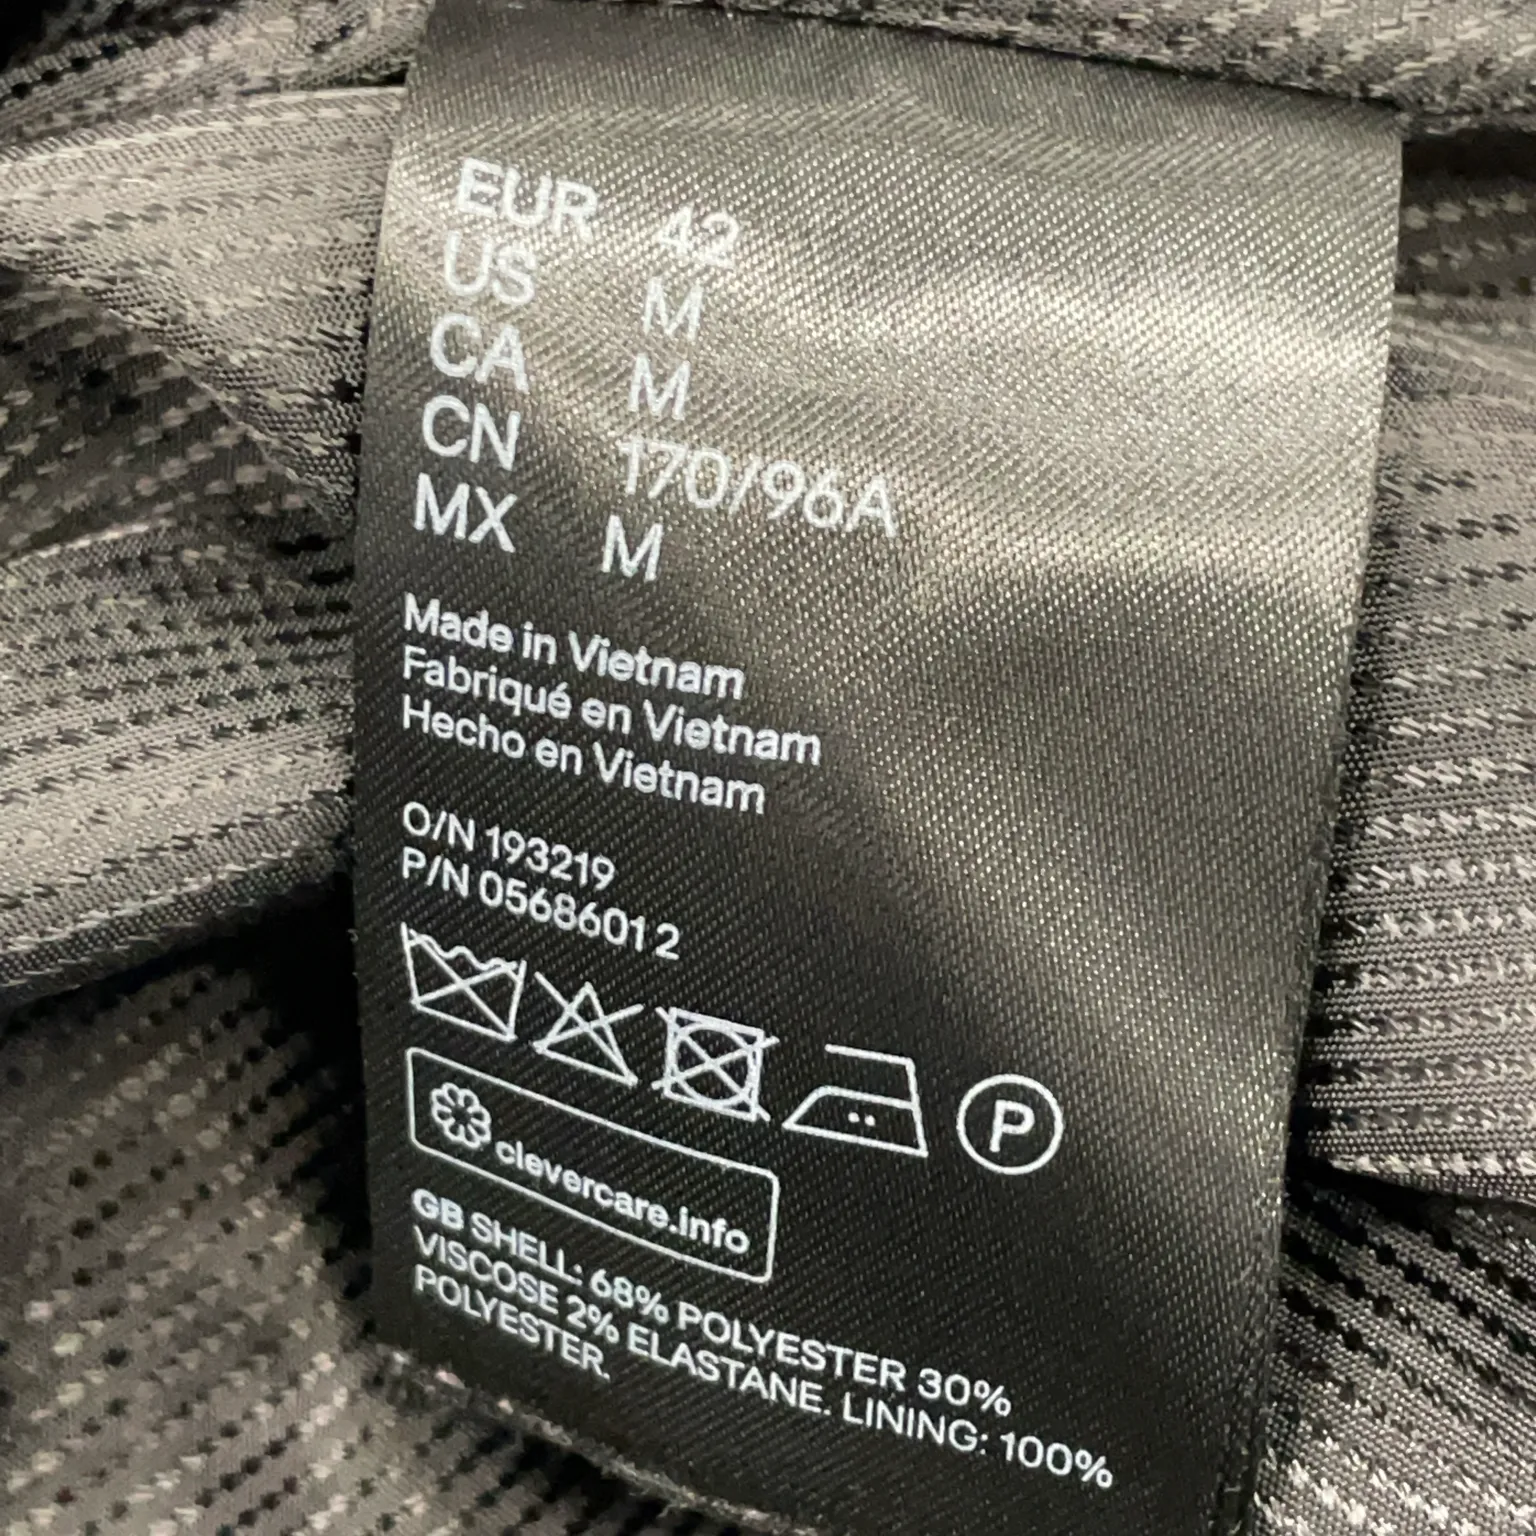 EUR 42
US M
CA M
CN 170/96A
MX M
Made in Vietnam
Fabriqué en Vietnam
Hecho en Vietnam
O/N 193219
P/N 0568601 2
P
clevercare.info
GB SHELL: 68% POLYESTER 30%
VISCOSE 2% ELASTANE. LINING: 100%
POLYESTER.